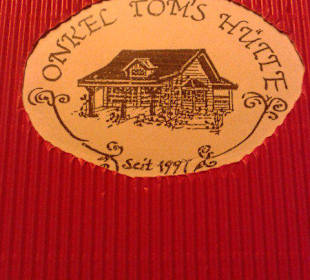 ONKEL TOM'S HÜTTE
Seit 1997